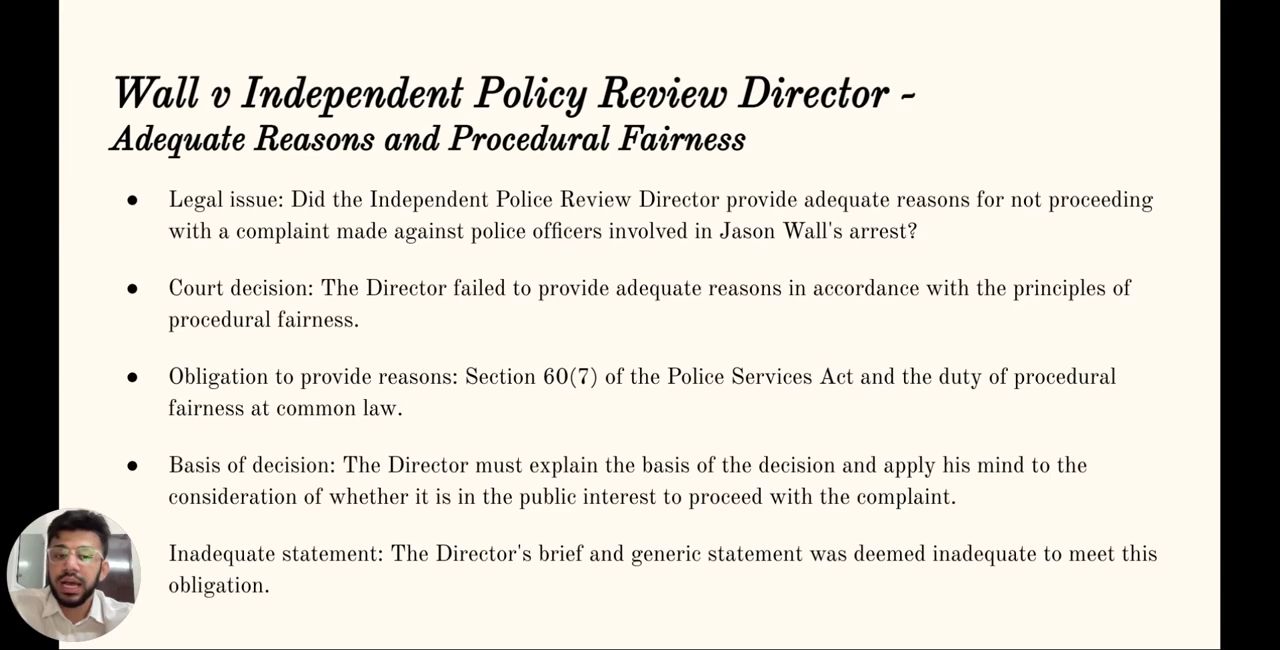 Wall v Independent Policy Review Director -
Adequate Reasons and Procedural Fairness
● Legal issue: Did the Independent Police Review Director provide adequate reasons for not proceeding
with a complaint made against police officers involved in Jason Wall's arrest?
● Court decision: The Director failed to provide adequate reasons in accordance with the principles of
procedural fairness.
● Obligation to provide reasons: Section 60(7) of the Police Services Act and the duty of procedural
fairness at common law.
● Basis of decision: The Director must explain the basis of the decision and apply his mind to the
consideration of whether it is in the public interest to proceed with the complaint.
Inadequate statement: The Director's brief and generic statement was deemed inadequate to meet this
obligation.